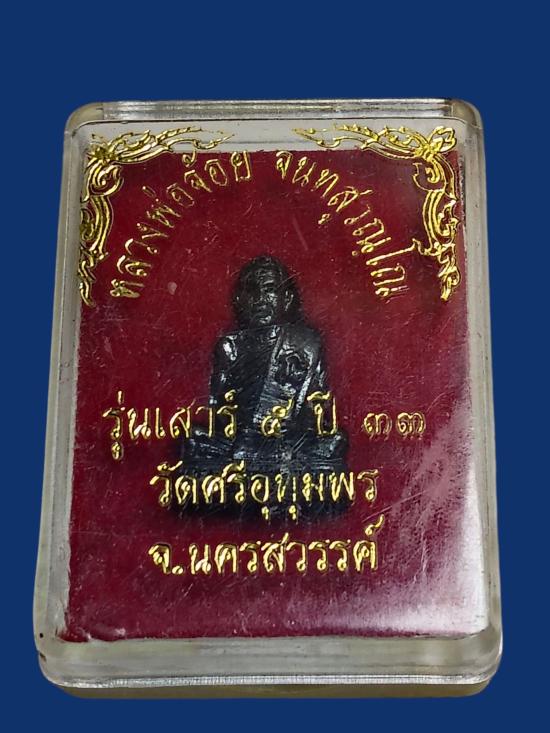 หลวงพ่อจ้อย จนฺทสุวณฺโณ
รุ่นเสาร์ ๕ ปี ๓๓
วัดศรีอุทุมพร
จ.นครสวรรค์